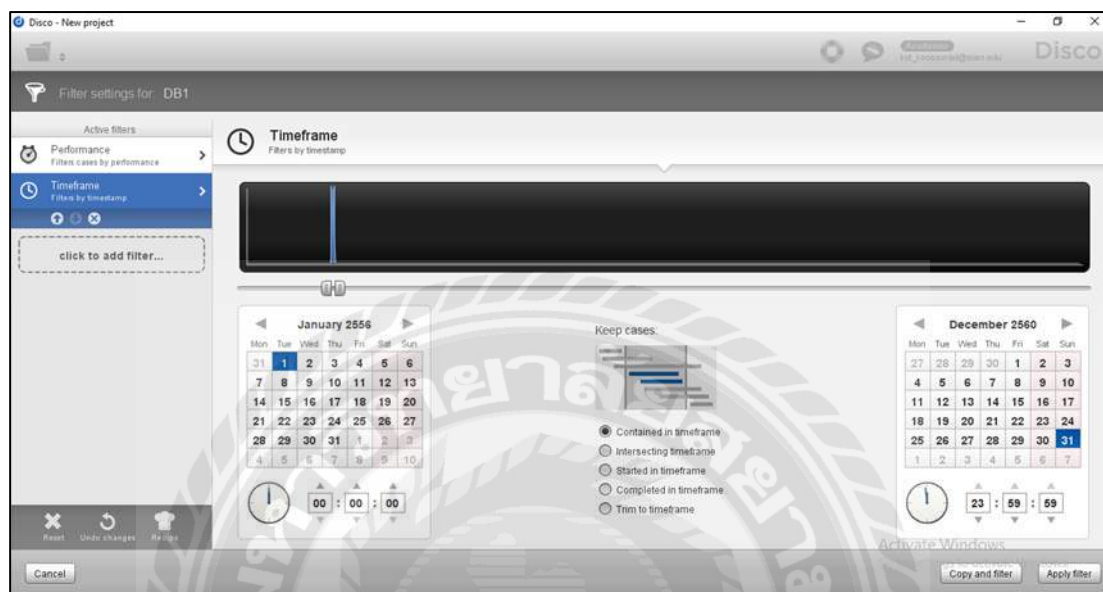 Disco - New project
Disco
Filter settings for: DB1
Active filters
Performance
Filters cases by performance
Timeframe
Filters by timestamp
click to add filter...
Timeframe
Filters by timestamp
January 2556
Mon Tue Wed Thu Fri Sat Sun
31 1 2 3 4 5 6
7 8 9 10 11 12 13
14 15 16 17 18 19 20
21 22 23 24 25 26 27
28 29 30 31 1 2 3
4 5 6 7 8 9 10
00 : 00 : 00
Keep cases:
Contained in timeframe
Intersecting timeframe
Started in timeframe
Completed in timeframe
Trim to timeframe
December 2560
Mon Tue Wed Thu Fri Sat Sun
27 28 29 30 1 2 3
4 5 6 7 8 9 10
11 12 13 14 15 16 17
18 19 20 21 22 23 24
25 26 27 28 29 30 31
1 2 3 4 5 6 7
23 : 59 : 59
Reset Undo changes Recipe
Activate Windows
Cancel
Copy and filter
Apply filter